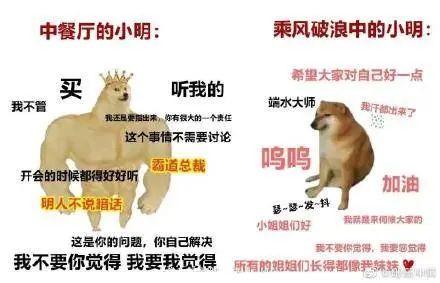 中餐厅的小明：
买
听我的
我不管
我还是要指出来，你有很大的一个责任
这个事情不需要讨论
霸道总裁
开会的时候都得好好听
明人不说暗话
这是你的问题，你自己解决
我不要你觉得 我要我觉得
乘风破浪中的小明：
希望大家对自己好一点
端水大师
我汗都出来了
呜呜
加油
瑟~瑟~发~抖
小姐姐们好
我就是来伺候大家的
我不要我觉得，我要您觉得
所有的姐姐们长得都像我妹妹